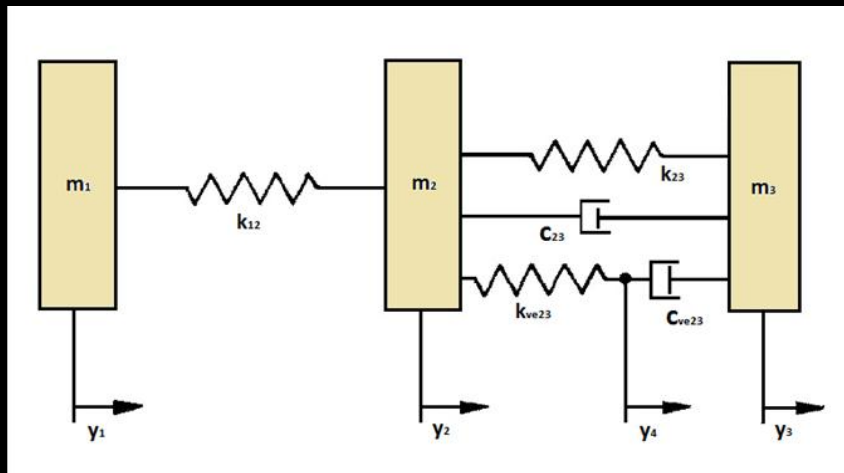 m₁
m₂
m₃
k₁₂
k₂₃
C₂₃
kᵥₑ₂₃
Cᵥₑ₂₃
y₁
y₂
y₄
y₃